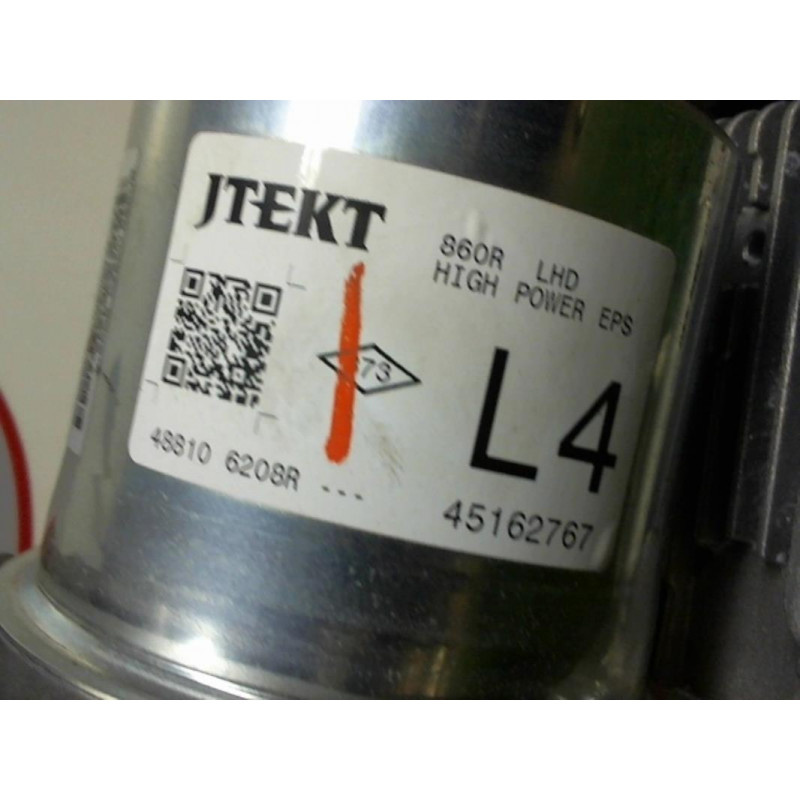 JTEKT
860R LHD
HIGH POWER EPS
73
L4
48810 6208R ---
45162767